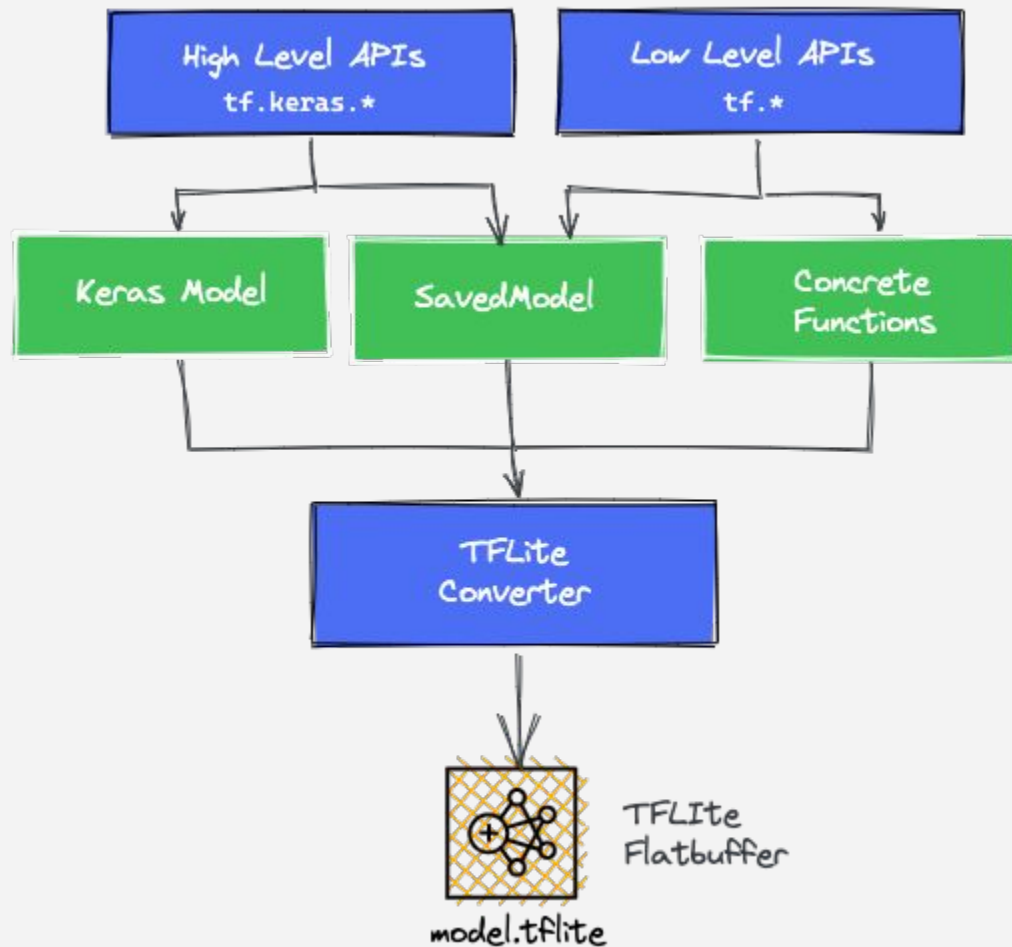 High Level APIs
tf.keras.*
Low Level APIs
tf.*
Keras Model
SavedModel
Concrete
Functions
TFLite
Converter
TFLIte
Flatbuffer
model.tflite